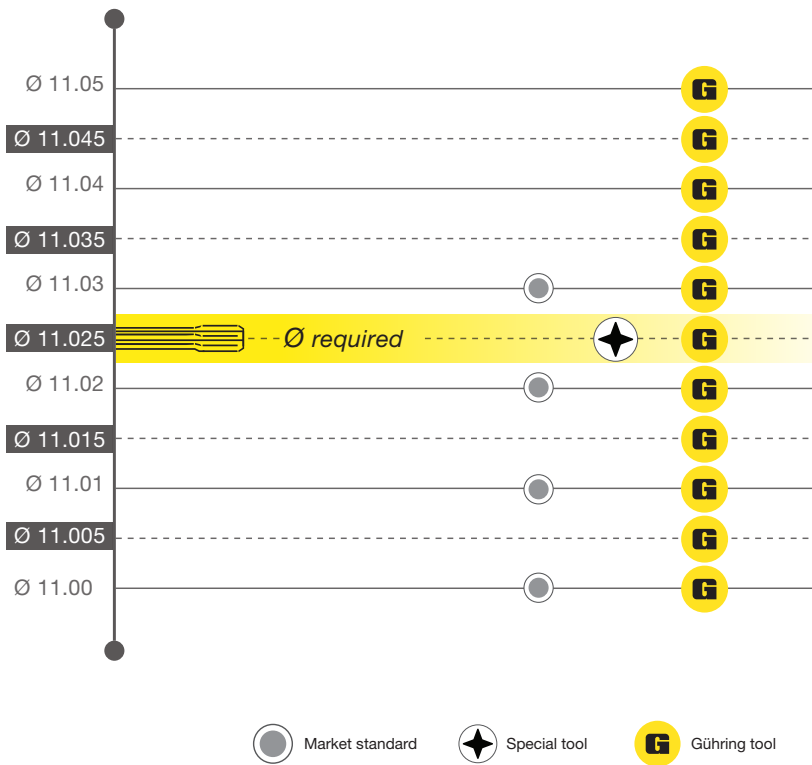 Ø 11.05
G
Ø 11.045
G
Ø 11.04
G
Ø 11.035
G
Ø 11.03
G
Ø 11.025
Ø required
G
Ø 11.02
G
Ø 11.015
G
Ø 11.01
G
Ø 11.005
G
Ø 11.00
G
Market standard
Special tool
G
Gühring tool